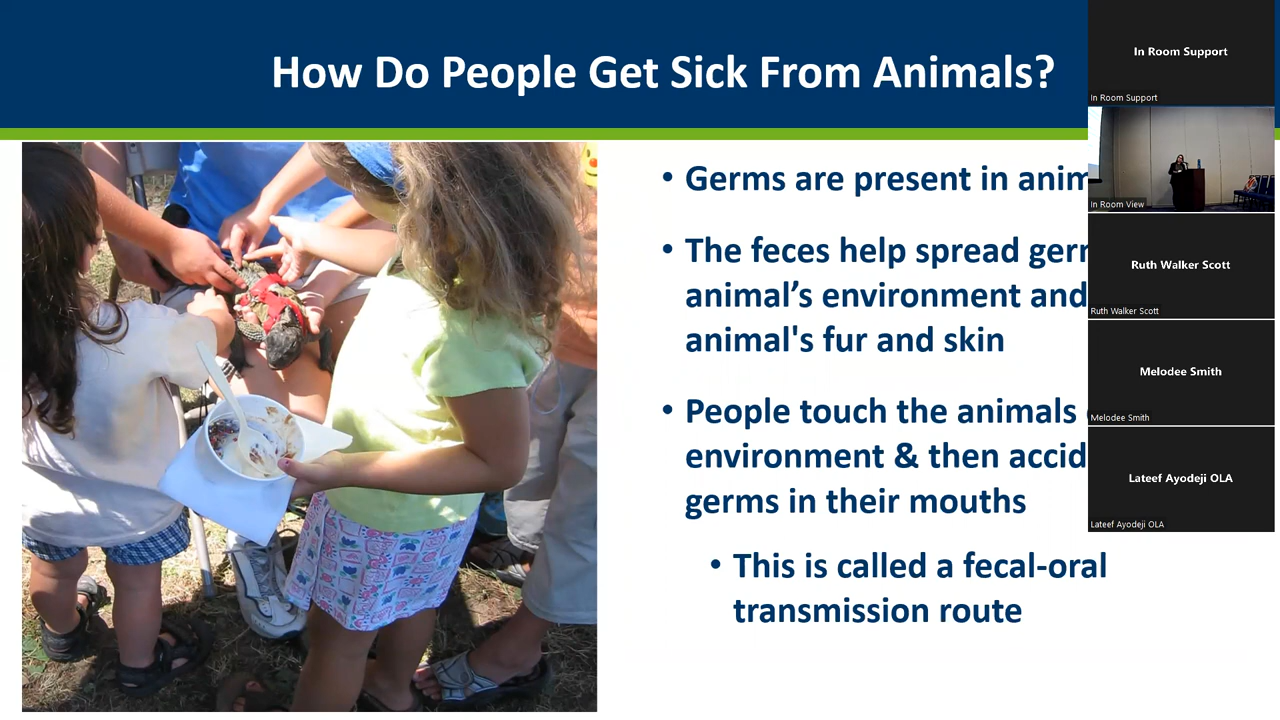 How Do People Get Sick From Animals?
• Germs are present in
• The feces help spread
animal’s environment and
animal's fur and skin
• People touch the animals
environment & then
germs in their mouths
• This is called a fecal-oral
transmission route
In Room Support
In Room Support
In Room View
Ruth Walker Scott
Ruth Walker Scott
Melodee Smith
Melodee Smith
Lateef Ayodeji OLA
Lateef Ayodeji OLA